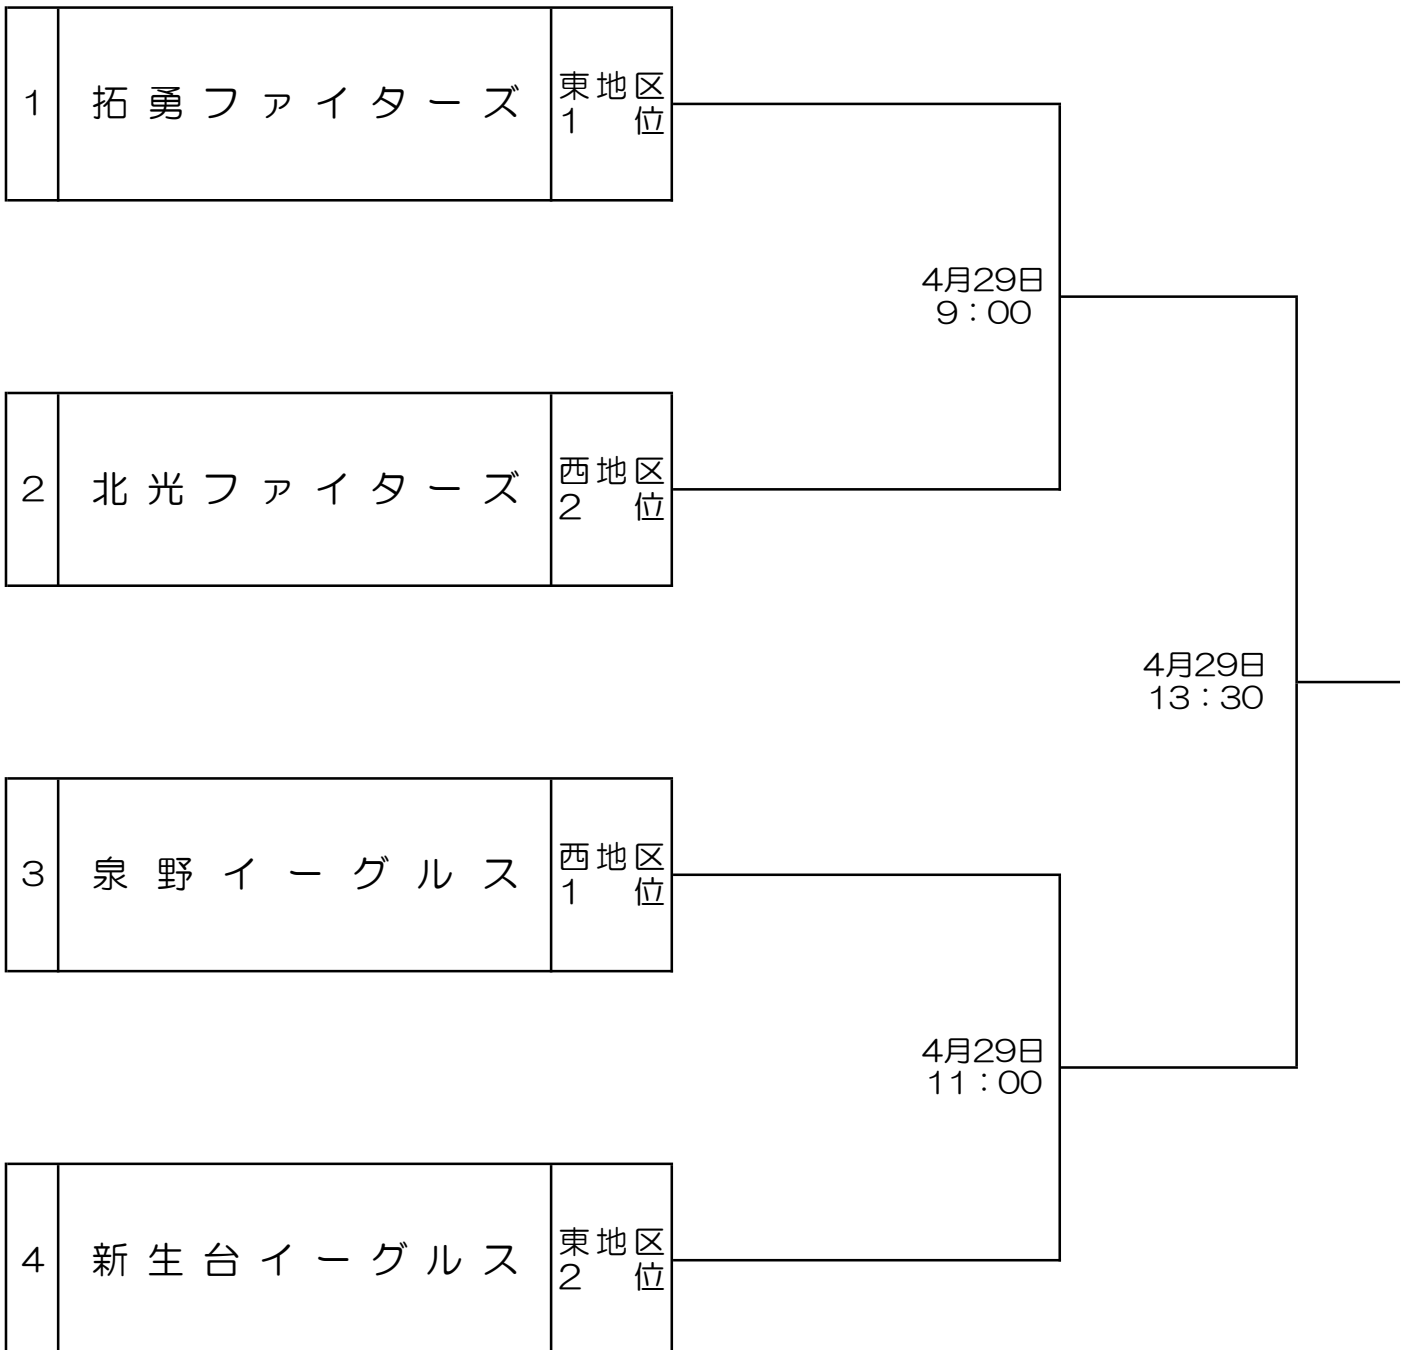 1 拓勇ファイターズ 東地区
1位
4月29日
9：00
2 北光ファイターズ 西地区
2位
4月29日
13：30
3 泉野イーグルス 西地区
1位
4月29日
11：00
4 新生台イーグルス 東地区
2位